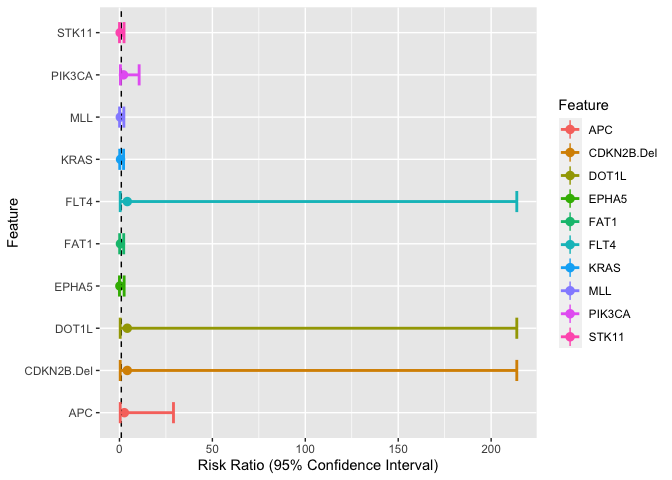 STK11
PIK3CA
MLL
KRAS
FLT4
FAT1
EPHA5
DOT1L
CDKN2B.Del
APC
Feature
0
50
100
150
200
Risk Ratio (95% Confidence Interval)
Feature
APC
CDKN2B.Del
DOT1L
EPHA5
FAT1
FLT4
KRAS
MLL
PIK3CA
STK11